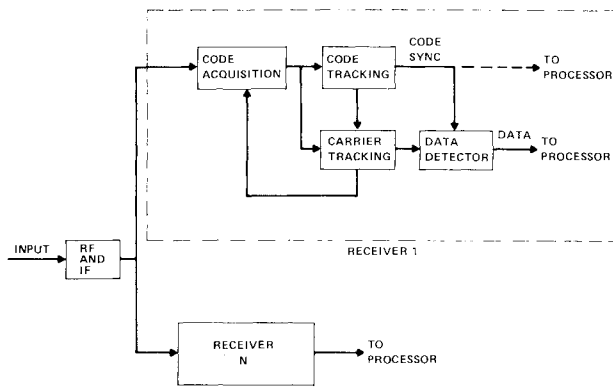 CODE
ACQUISITION
CODE
TRACKING
CODE
SYNC
TO
PROCESSOR
CARRIER
TRACKING
DATA
DETECTOR
DATA
TO
PROCESSOR
INPUT
RF
AND
IF
RECEIVER 1
RECEIVER
N
TO
PROCESSOR